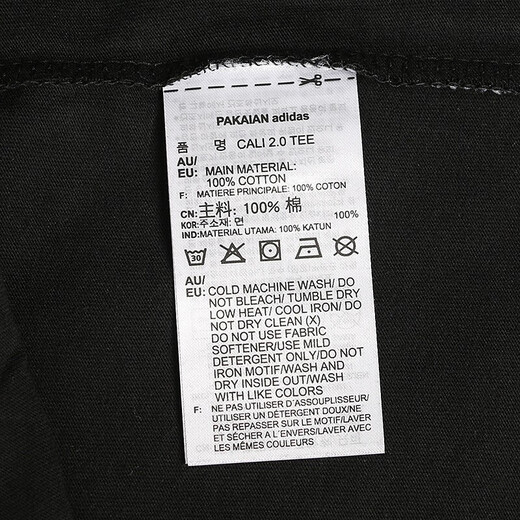 PAKAIAN adidas
품 명 CALI 2.0 TEE
AU/
EU: MAIN MATERIAL:
100% COTTON
F: MATIERE PRINCIPALE: 100% COTON
CN: 主料: 100% 棉
KOR: 주소재: 면 100%
IND: MATERIAL UTAMA: 100% KATUN
30
AU/
EU: COLD MACHINE WASH/ DO
NOT BLEACH/ TUMBLE DRY
LOW HEAT/ COOL IRON/ DO
NOT DRY CLEAN (X)
DO NOT USE FABRIC
SOFTENER/USE MILD
DETERGENT ONLY/DO NOT
IRON MOTIF/WASH AND
DRY INSIDE OUT/WASH
WITH LIKE COLORS
F: NE PAS UTILISER D'ASSOUPLISSEUR/
UTILISER UN DÉTERGENT DOUX/NE
PAS REPASSER SUR LE MOTIF/LAVER
ET SÉCHER A L'ENVERS/LAVER AVEC
LES MÊMES COULEURS